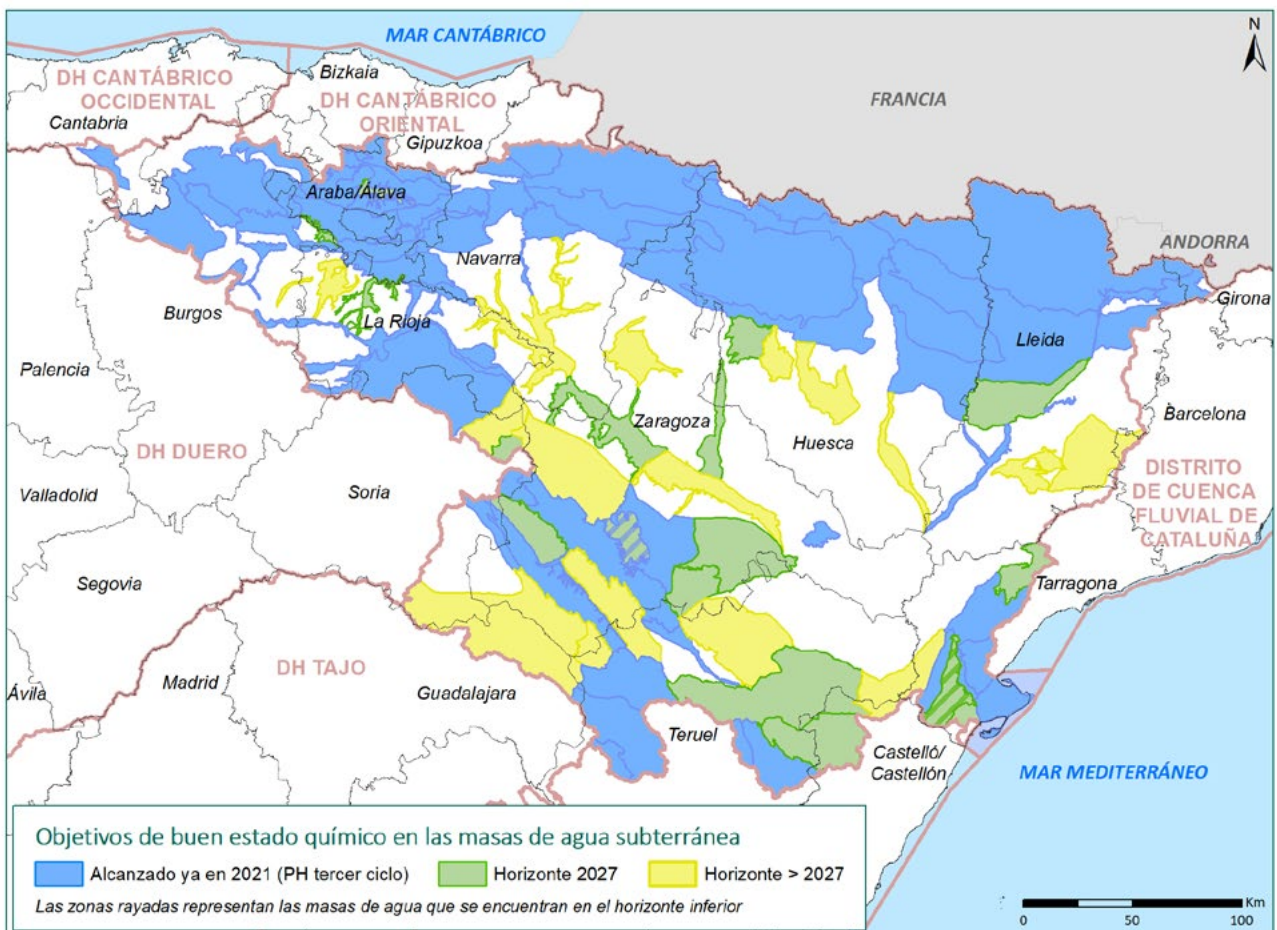 MAR CANTÁBRICO
N
DH CANTÁBRICO
OCCIDENTAL
Bizkaia
DH CANTÁBRICO
ORIENTAL
FRANCIA
Cantabria
Gipuzkoa
Araba/Álava
ANDORRA
Navarra
Girona
Burgos
La Rioja
Lleida
Palencia
Zaragoza
Huesca
Barcelona
DH DUERO
DISTRITO
DE CUENCA
FLUVIAL DE
CATALUÑA
Valladolid
Soria
Segovia
Tarragona
DH TAJO
Ávila
Madrid
Guadalajara
Teruel
Castelló/
Castellón
MAR MEDITERRÁNEO
Objetivos de buen estado químico en las masas de agua subterránea
Alcanzado ya en 2021 (PH tercer ciclo)
Horizonte 2027
Horizonte > 2027
Las zonas rayadas representan las masas de agua que se encuentran en el horizonte inferior
Km
0 50 100